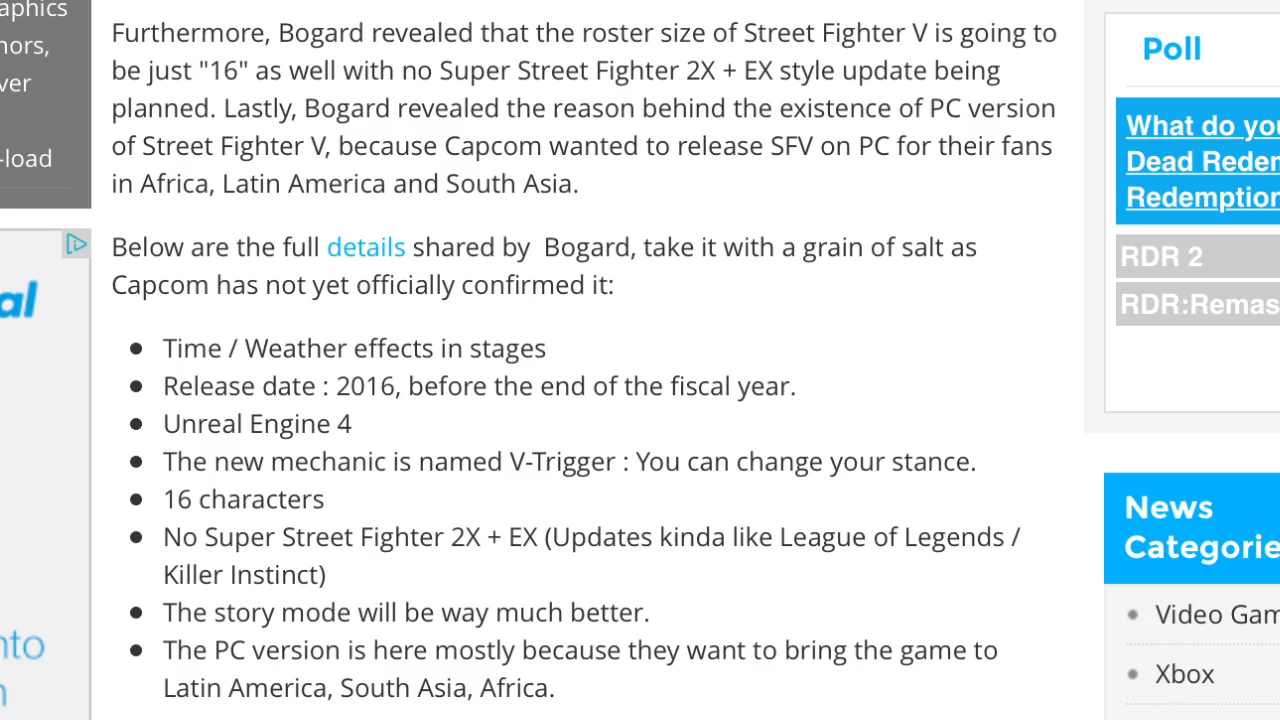 aphics
nors,
ver
-load
al
nto
Furthermore, Bogard revealed that the roster size of Street Fighter V is going to
be just "16" as well with no Super Street Fighter 2X + EX style update being
planned. Lastly, Bogard revealed the reason behind the existence of PC version
of Street Fighter V, because Capcom wanted to release SFV on PC for their fans
in Africa, Latin America and South Asia.
Below are the full details shared by  Bogard, take it with a grain of salt as
Capcom has not yet officially confirmed it:
Time / Weather effects in stages
Release date : 2016, before the end of the fiscal year.
Unreal Engine 4
The new mechanic is named V-Trigger : You can change your stance.
16 characters
No Super Street Fighter 2X + EX (Updates kinda like League of Legends /
Killer Instinct)
The story mode will be way much better.
The PC version is here mostly because they want to bring the game to
Latin America, South Asia, Africa.
Poll
What do you
Dead Redem
Redemption
RDR 2
RDR:Remas
News
Categorie
Video Gam
Xbox